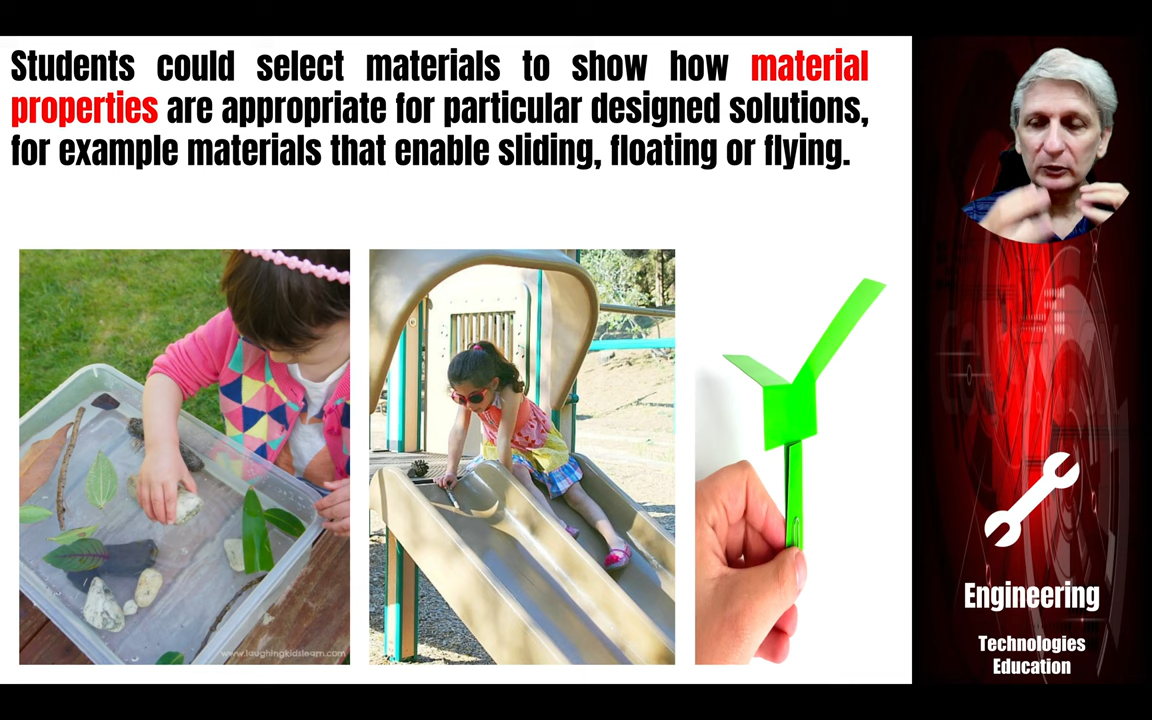 Students could select materials to show how material
properties are appropriate for particular designed solutions,
for example materials that enable sliding, floating or flying.
www.laughingkidslearn.com
Engineering
Technologies
Education